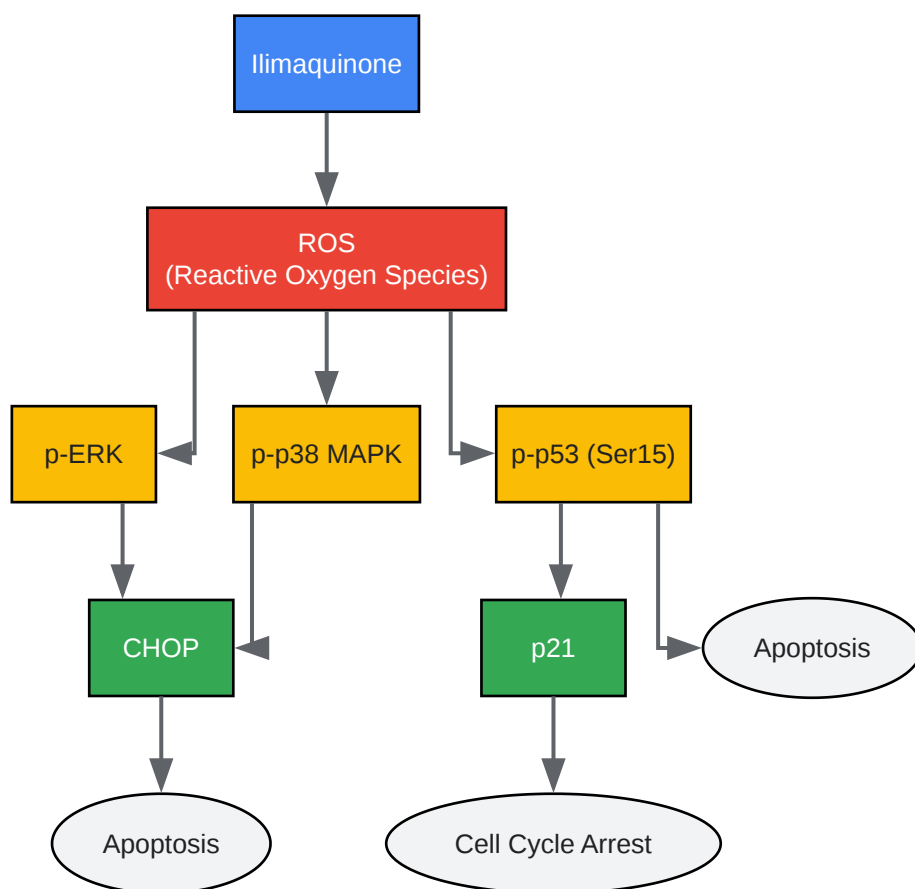 Ilimaquinone
ROS
(Reactive Oxygen Species)
p-ERK
p-p38 MAPK
p-p53 (Ser15)
CHOP
p21
Apoptosis
Apoptosis
Cell Cycle Arrest